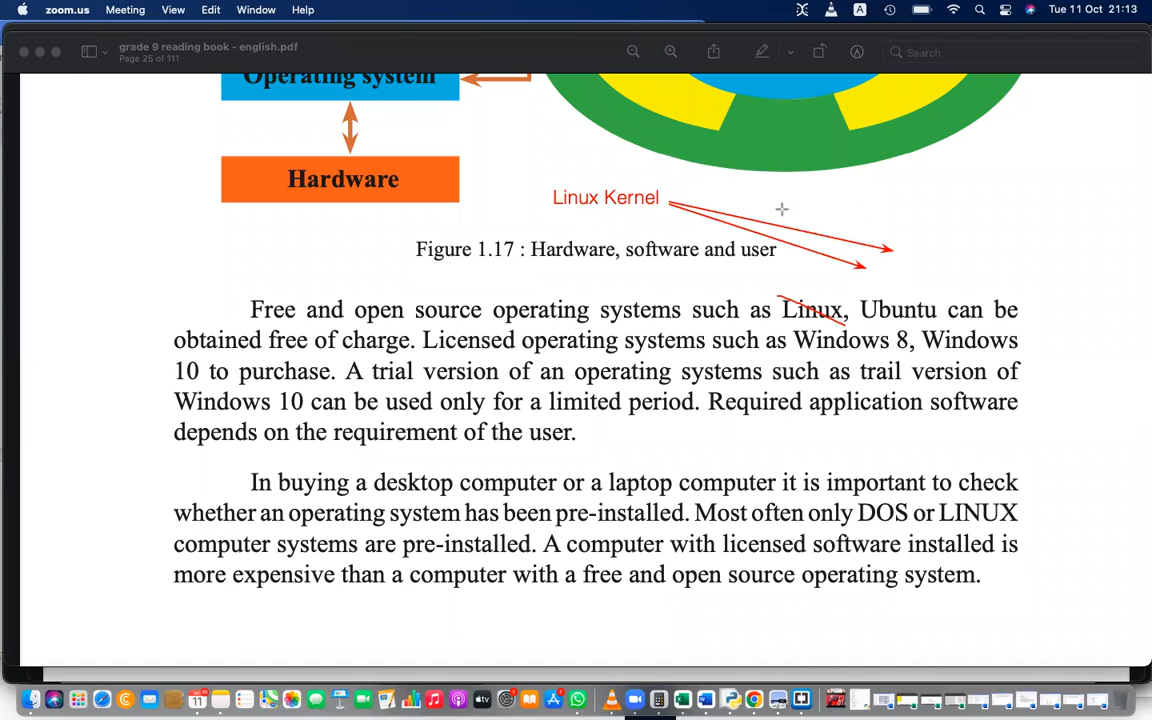 zoom.us Meeting View Edit Window Help A Tue 11 Oct 21:13
grade 9 reading book - english.pdf
Page 25 of 111
Search
Operating system
Hardware
Linux Kernel
Figure 1.17 : Hardware, software and user
Free and open source operating systems such as Linux, Ubuntu can be
obtained free of charge. Licensed operating systems such as Windows 8, Windows
10 to purchase. A trial version of an operating systems such as trail version of
Windows 10 can be used only for a limited period. Required application software
depends on the requirement of the user.
In buying a desktop computer or a laptop computer it is important to check
whether an operating system has been pre-installed. Most often only DOS or LINUX
computer systems are pre-installed. A computer with licensed software installed is
more expensive than a computer with a free and open source operating system.